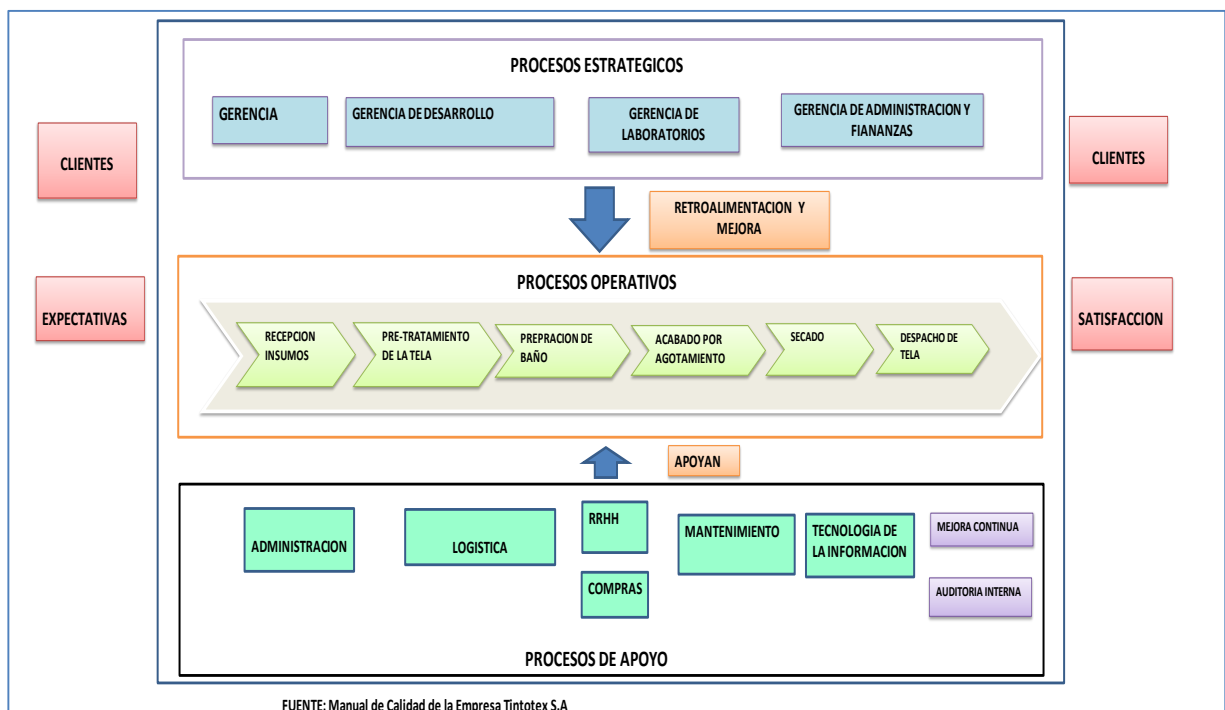 PROCESOS ESTRATEGICOS
GERENCIA
GERENCIA DE DESARROLLO
GERENCIA DE
LABORATORIOS
GERENCIA DE ADMINISTRACION Y
FIANANZAS
CLIENTES
CLIENTES
RETROALIMENTACION Y
MEJORA
EXPECTATIVAS
SATISFACCION
PROCESOS OPERATIVOS
RECEPCION
INSUMOS
PRE-TRATAMIENTO
DE LA TELA
PREPRACION DE
BAÑO
ACABADO POR
AGOTAMIENTO
SECADO
DESPACHO DE
TELA
APOYAN
ADMINISTRACION
LOGISTICA
RRHH
COMPRAS
MANTENIMIENTO
TECNOLOGIA DE
LA INFORMACION
MEJORA CONTINUA
AUDITORIA INTERNA
PROCESOS DE APOYO
FUENTE: Manual de Calidad de la Empresa Tintotex S.A